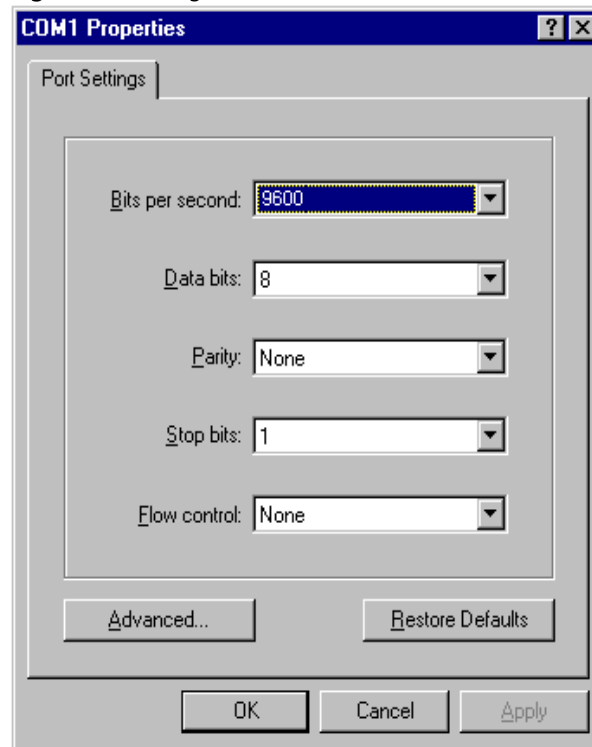 COM1 Properties
Port Settings
Bits per second: 9600
Data bits: 8
Parity: None
Stop bits: 1
Flow control: None
Advanced... Restore Defaults
OK Cancel Apply